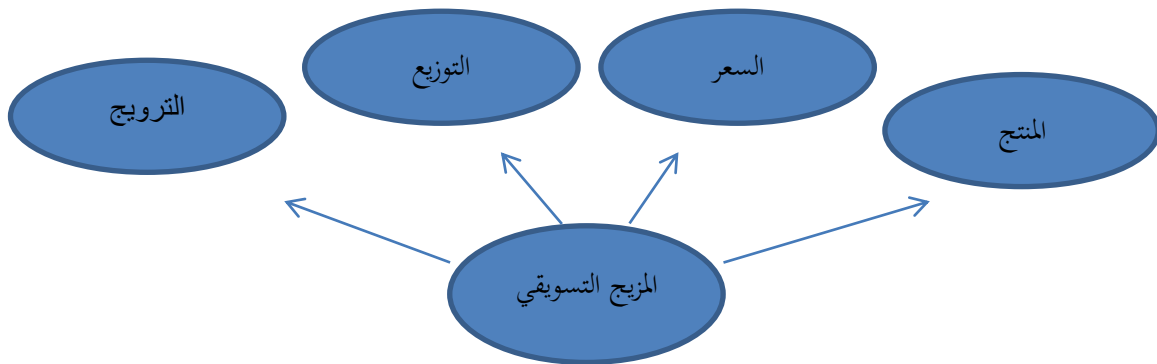 المنتج
السعر
التوزيع
الترويج
المزيج التسويقي